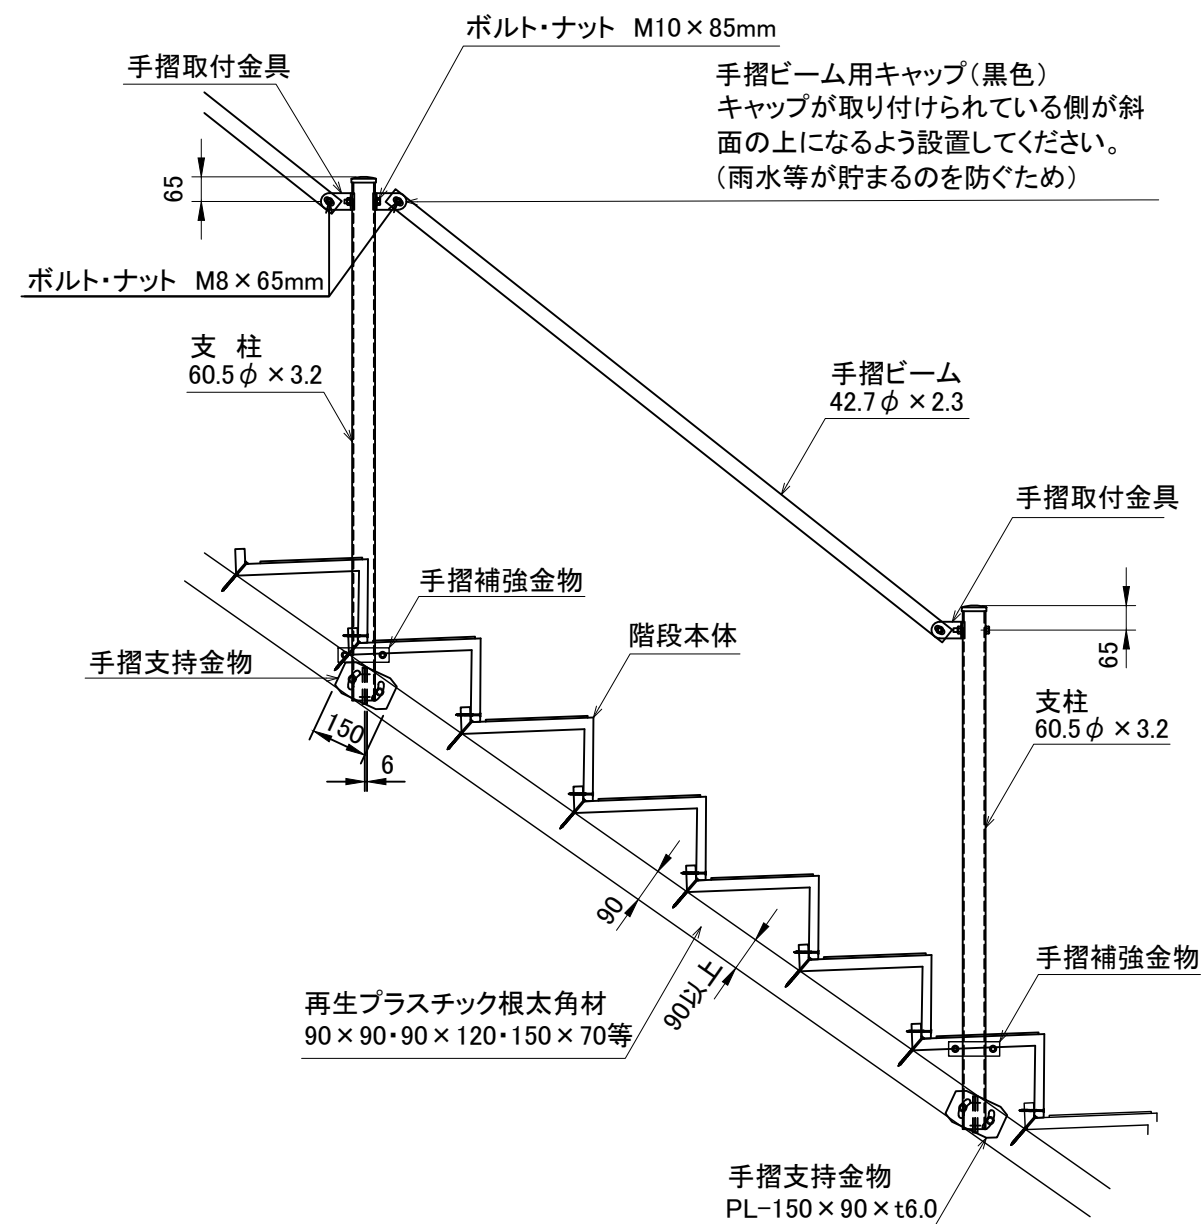 ボルト・ナット M10×85mm
手摺取付金具
手摺ビーム用キャップ（黒色）
キャップが取り付けられている側が斜
面の上になるよう設置してください。
（雨水等が貯まるのを防ぐため）
65
ボルト・ナット M8×65mm
支 柱
60.5φ×3.2
手摺ビーム
42.7φ×2.3
手摺取付金具
手摺補強金物
階段本体
手摺支持金物
65
支柱
60.5φ×3.2
150
6
90
90以上
手摺補強金物
再生プラスチック根太角材
90×90・90×120・150×70等
手摺支持金物
PL-150×90×t6.0